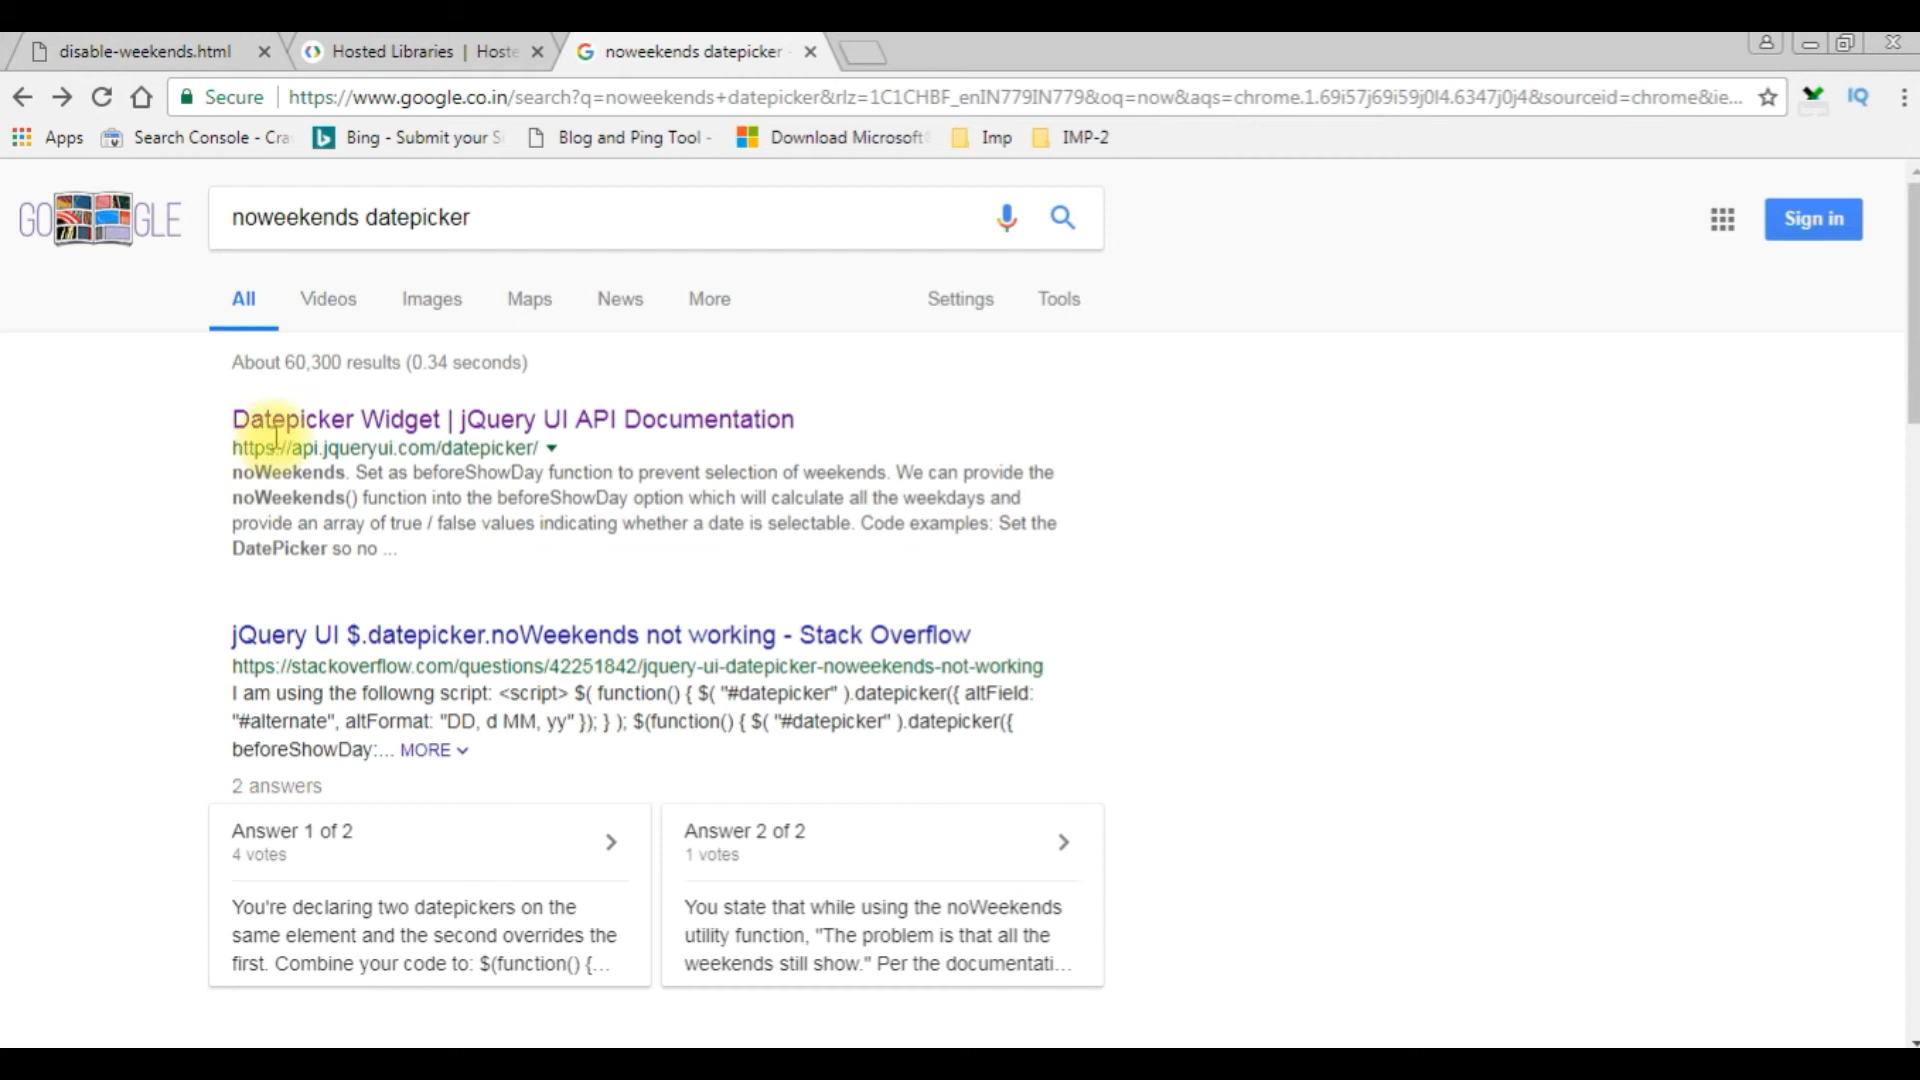 disable-weekends.html
Hosted Libraries | Hoste
noweekends datepicker -
Secure
https://www.google.co.in/search?q=noweekends+datepicker&rlz=1C1CHBF_enIN779IN779&oq=now&aqs=chrome.1.69i57j69i59j0l4.6347j0j4&sourceid=chrome&ie...
IQ
Apps
Search Console - Cra
Bing - Submit your S
Blog and Ping Tool -
Download Microsoft
Imp
IMP-2
GO GLE
noweekends datepicker
Sign in
All
Videos
Images
Maps
News
More
Settings
Tools
About 60,300 results (0.34 seconds)
Datepicker Widget | jQuery UI API Documentation
https://api.jqueryui.com/datepicker/
noWeekends. Set as beforeShowDay function to prevent selection of weekends. We can provide the
noWeekends() function into the beforeShowDay option which will calculate all the weekdays and
provide an array of true / false values indicating whether a date is selectable. Code examples: Set the
DatePicker so no ...
jQuery UI $.datepicker.noWeekends not working - Stack Overflow
https://stackoverflow.com/questions/42251842/jquery-ui-datepicker-noweekends-not-working
I am using the followng script: <script> $( function() { $( "#datepicker" ).datepicker({ altField:
"#alternate", altFormat: "DD, d MM, yy" }); } ); $(function() { $( "#datepicker" ).datepicker({
beforeShowDay:... MORE
2 answers
Answer 1 of 2
4 votes
You're declaring two datepickers on the
same element and the second overrides the
first. Combine your code to: $(function() {...
Answer 2 of 2
1 votes
You state that while using the noWeekends
utility function, "The problem is that all the
weekends still show." Per the documentati...